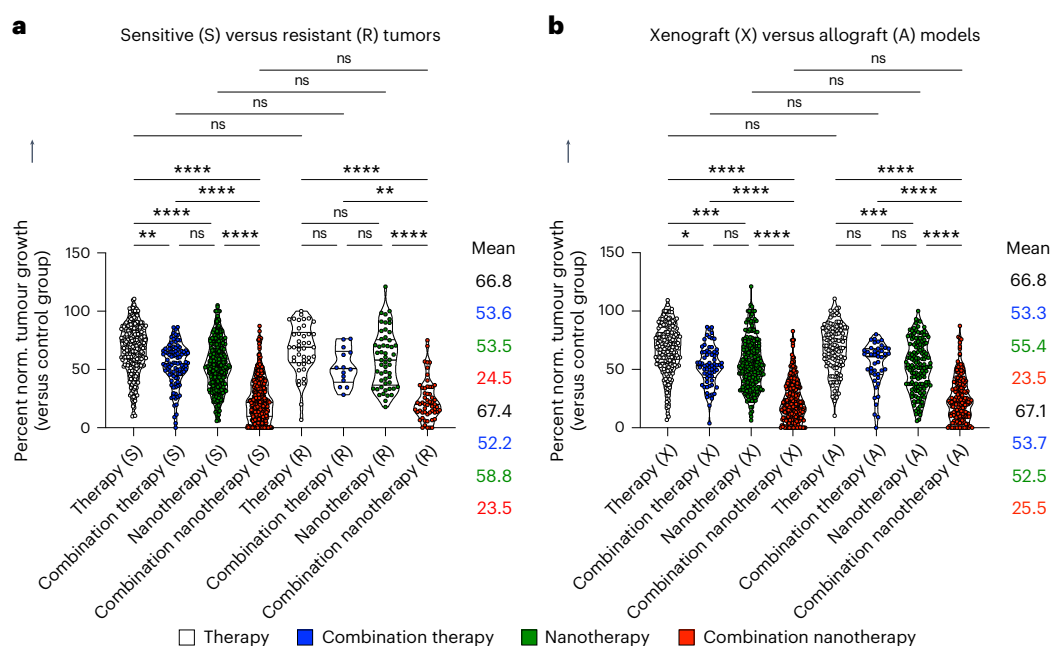 a
Sensitive (S) versus resistant (R) tumors
ns
ns
ns
ns
**** ****
**** **
**** ns
** ns **** ns ns ****
Percent norm. tumour growth
(versus control group)
150
100
50
0
Therapy (S)
Combination therapy (S)
Nanotherapy (S)
Combination nanotherapy (S)
Therapy (R)
Combination therapy (R)
Nanotherapy (R)
Combination nanotherapy (R)
Mean
66.8
53.6
53.5
24.5
67.4
52.2
58.8
23.5
b
Xenograft (X) versus allograft (A) models
ns
ns
ns
ns
**** ****
**** ****
*** ***
* ns **** ns ns ****
Percent norm. tumour growth
(versus control group)
150
100
50
0
Therapy (X)
Combination therapy (X)
Nanotherapy (X)
Combination nanotherapy (X)
Therapy (A)
Combination therapy (A)
Nanotherapy (A)
Combination nanotherapy (A)
Mean
66.8
53.3
55.4
23.5
67.1
53.7
52.5
25.5
Therapy Combination therapy Nanotherapy Combination nanotherapy